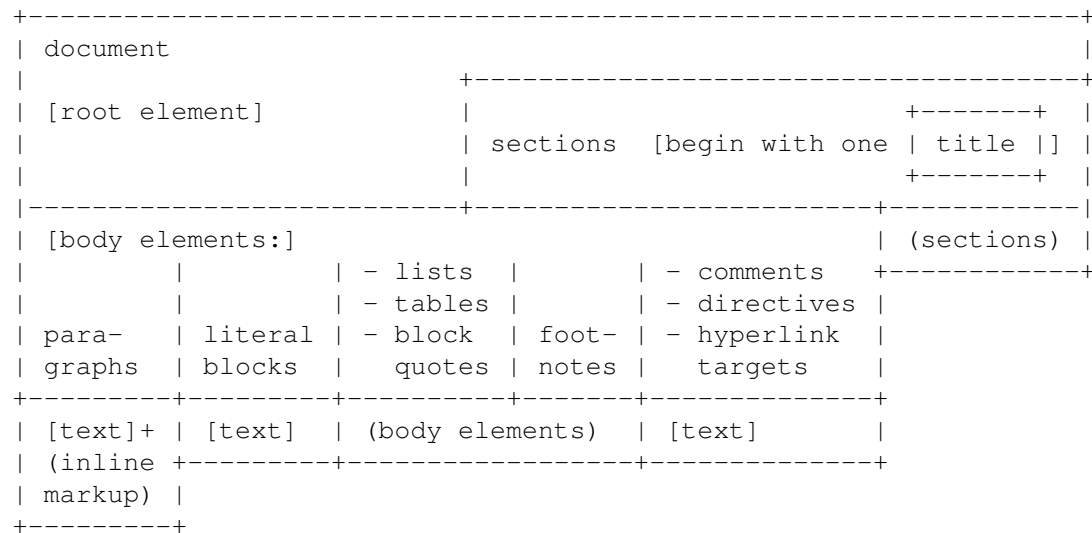 +--------------------------------------------------------------------+
| document                                                           |
|                            +---------------------------------------+
| [root element]             |                            +-------+  |
|                            | sections  [begin with one | title |] |
|                            |                            +-------+  |
|----------------------------+-------------------------+------------|
| [body elements:]                                     | (sections) |
|         |         | - lists  |       | - comments    +------------+
|         |         | - tables |       | - directives |
| para-   | literal | - block  | foot- | - hyperlink  |
| graphs  | blocks  |   quotes | notes |   targets    |
+---------+---------+----------+-------+--------------+
| [text]+ | [text]  | (body elements)  | [text]       |
| (inline +---------+------------------+--------------+
| markup) |
+---------+